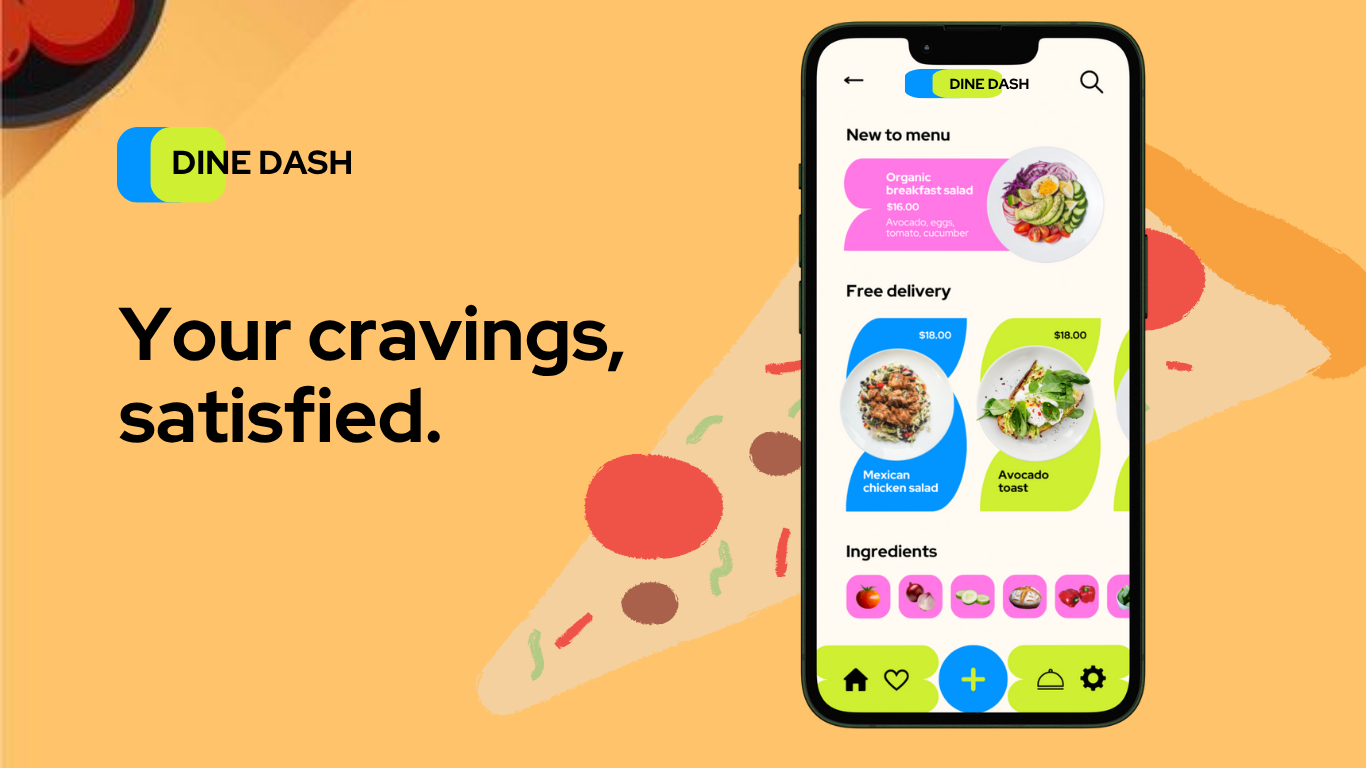 DINE DASH
Your cravings,
satisfied.
DINE DASH
New to menu
Organic
breakfast salad
$16.00
Avocado, eggs,
tomato, cucumber
Free delivery
$18.00
Mexican
chicken salad
$18.00
Avocado
toast
Ingredients